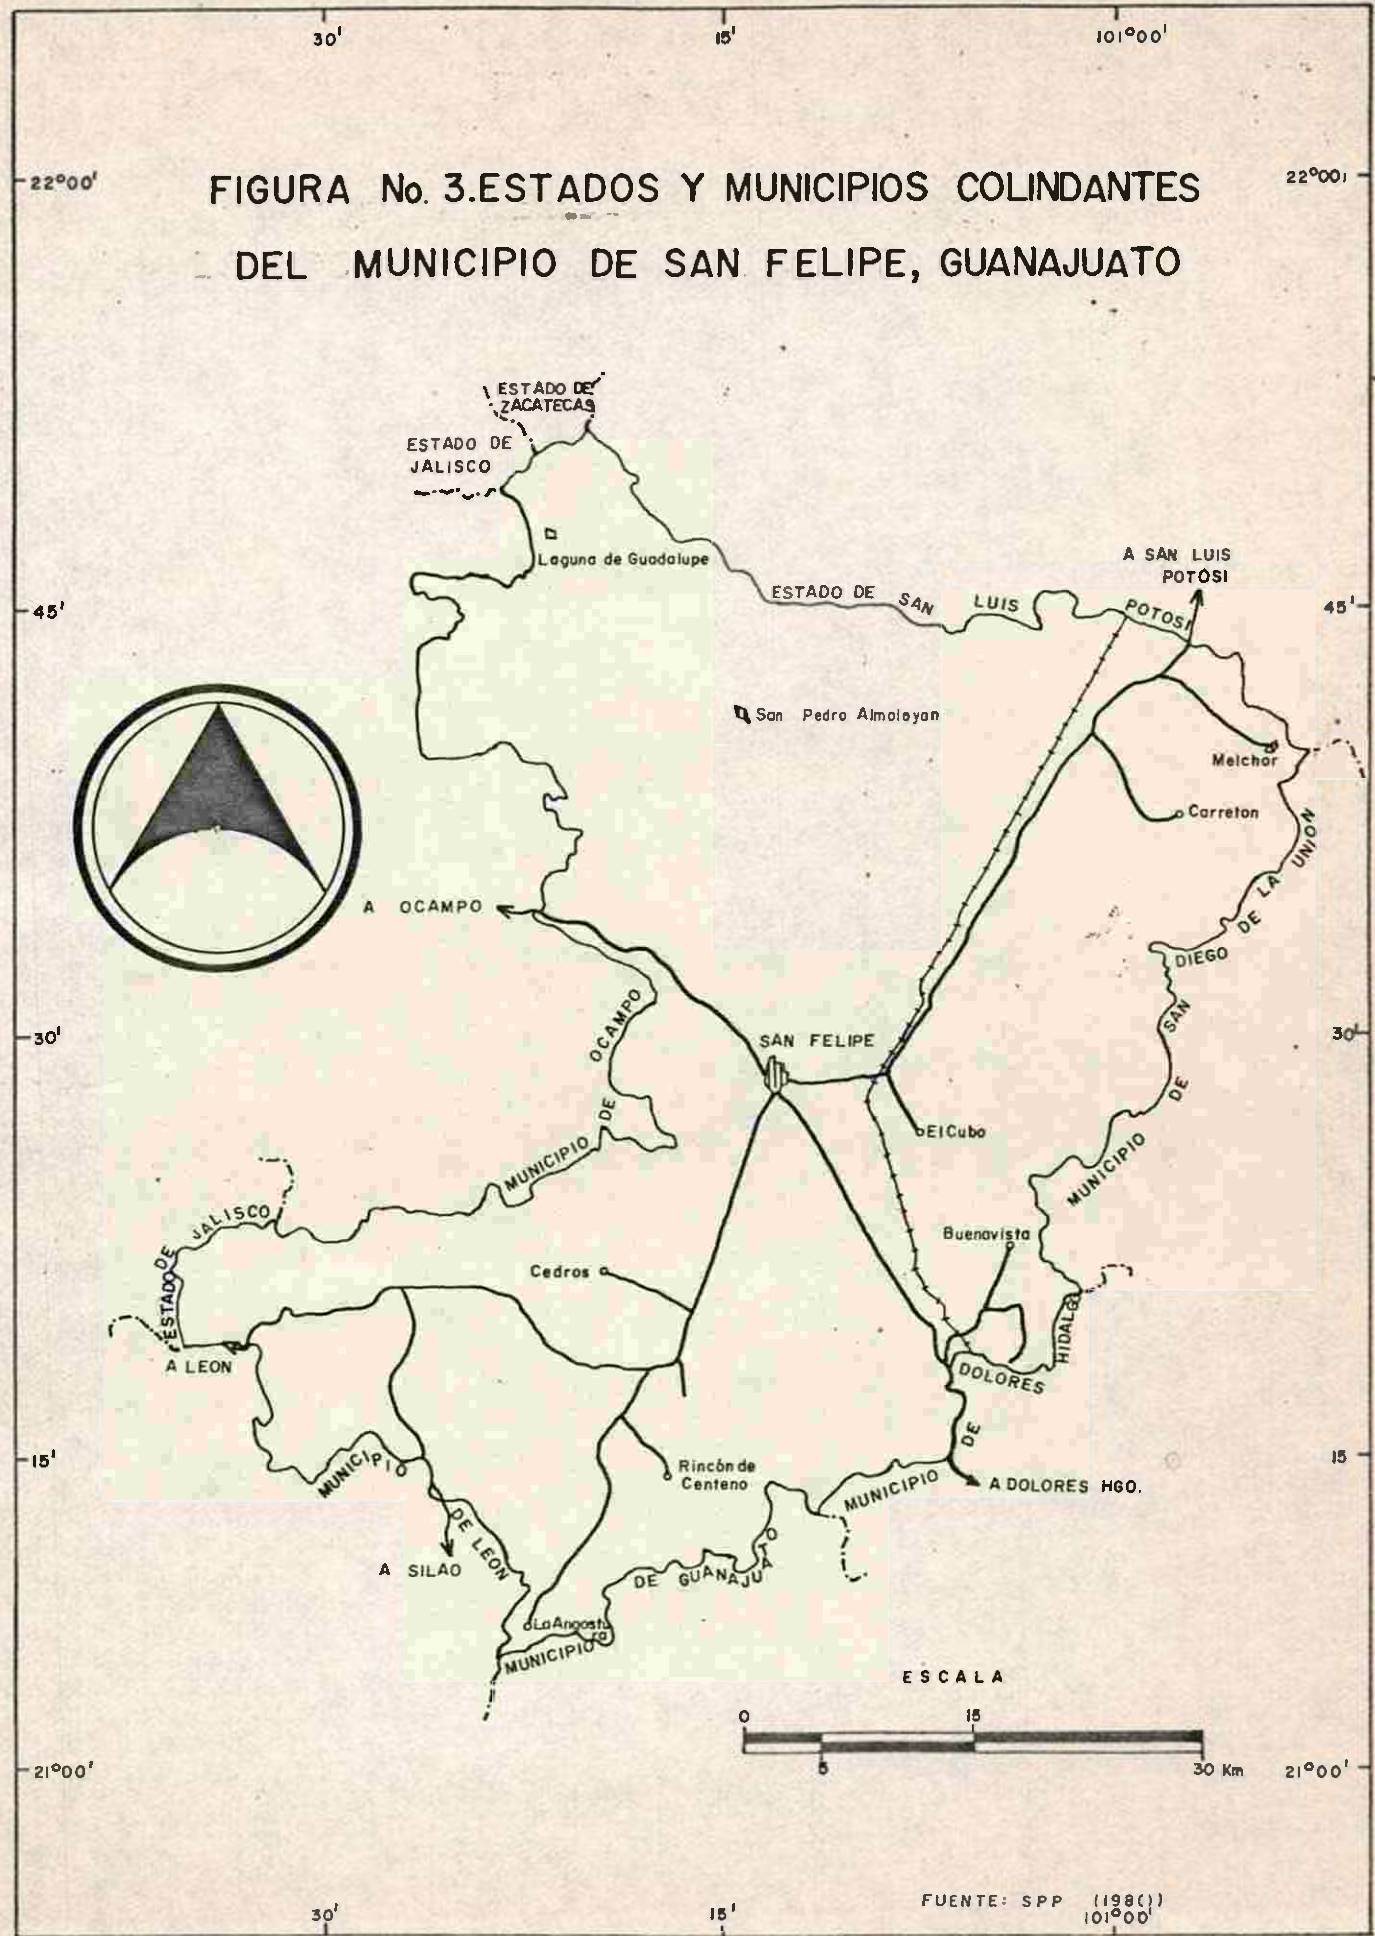 30'
15'
101°00'
22°00'
22°00'
FIGURA No. 3.ESTADOS Y MUNICIPIOS COLINDANTES
DEL MUNICIPIO DE SAN FELIPE, GUANAJUATO
ESTADO DE
ZACATECAS
ESTADO DE
JALISCO
Laguna de Guadalupe
A SAN LUIS
POTOSI
ESTADO DE SAN LUIS POTOSI
45'
45'
San Pedro Almoloyan
Melchor
Carreton
MUNICIPIO DE SAN DIEGO DE LA UNION
A OCAMPO
MUNICIPIO DE OCAMPO
30'
30'
SAN FELIPE
El Cubo
ESTADO DE JALISCO
Buenavista
Cedros
A LEON
MUNICIPIO DE DOLORES HIDALGO
15'
15
Rincón de
Centeno
A DOLORES HGO.
MUNICIPIO DE LEON
A SILAO
La Angostu
ra
MUNICIPIO DE GUANAJUATO
ESCALA
0 15
5 30 Km
21°00'
21°00'
FUENTE: SPP
30'
15'
101°00'